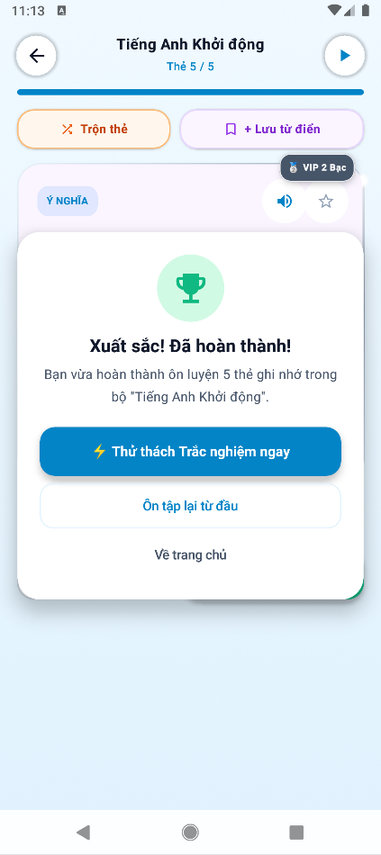 11:13
Tiếng Anh Khởi động
Thẻ 5 / 5
Trộn thẻ
+ Lưu từ điển
VIP 2 Bạc
Ý NGHĨA
Xuất sắc! Đã hoàn thành!
Bạn vừa hoàn thành ôn luyện 5 thẻ ghi nhớ trong
bộ "Tiếng Anh Khởi động".
⚡ Thử thách Trắc nghiệm ngay
Ôn tập lại từ đầu
Về trang chủ